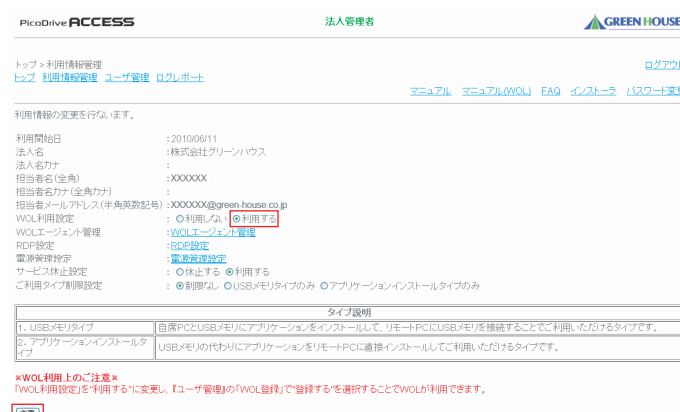 PicoDrive ACCESS
法人管理者
GREEN HOUSE
トップ > 利用情報管理
ログアウト
トップ 利用情報管理 ユーザ管理 ログレポート
マニュアル マニュアル(WOL) FAQ インストーラ パスワード変更
利用情報の変更を行ないます。
利用開始日 :2010/06/11
法人名 :株式会社グリーンハウス
法人名カナ :
担当者名(全角) :XXXXXX
担当者名カナ(全角カナ) :
担当者メールアドレス(半角英数記号) :XXXXXX@green-house.co.jp
WOL利用設定 : 利用しない 利用する
WOLエージェント管理 :WOLエージェント管理
RDP設定 :RDP設定
電源管理設定 :電源管理設定
サービス休止設定 : 休止する 利用する
ご利用タイプ制限設定 : 制限なし USBメモリタイプのみ アプリケーションインストールタイプのみ
タイプ説明
1. USBメモリタイプ 自席PCとUSBメモリにアプリケーションをインストールして、リモートPCにUSBメモリを接続することでご利用いただけるタイプです。
2. アプリケーションインストールタイプ USBメモリの代わりにアプリケーションをリモートPCに直接インストールしてご利用いただけるタイプです。
※WOL利用上のご注意※
「WOL利用設定」を"利用する"に変更し、『ユーザ管理』の「WOL登録」で"登録する"を選択することでWOLが利用できます。
変更